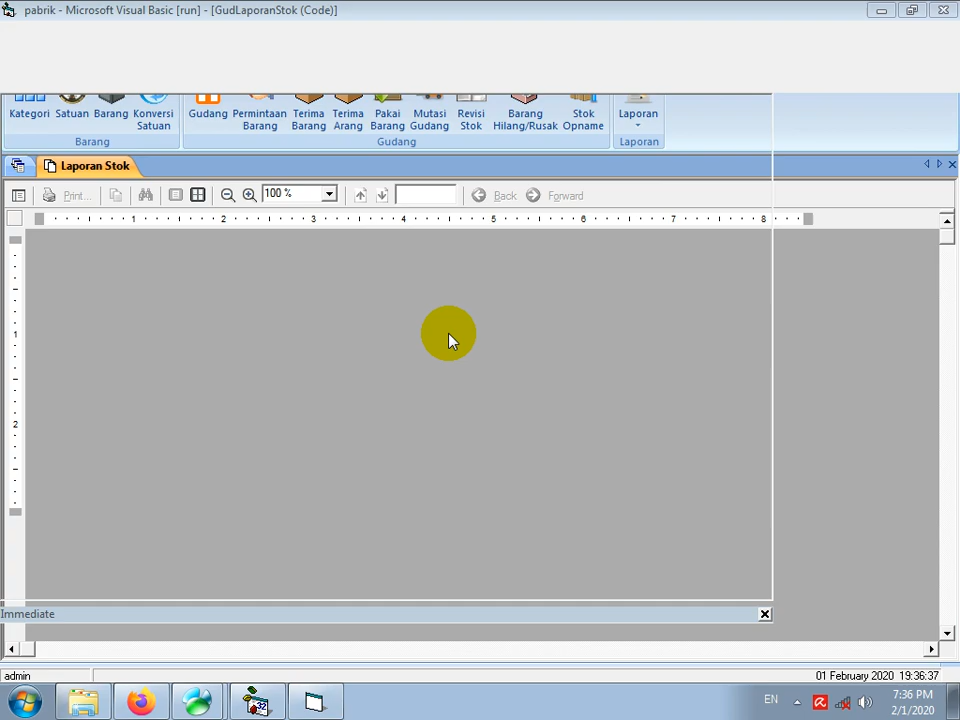 pabrik - Microsoft Visual Basic [run] - [GudLaporanStok (Code)]
Kategori Satuan Barang Konversi Satuan Gudang Permintaan Barang Terima Barang Terima Arang Pakai Barang Mutasi Gudang Revisi Stok Barang Hilang/Rusak Stok Opname Laporan
Barang Gudang Laporan
Laporan Stok
Print... 100 % Back Forward
1 2 3 4 5 6 7 8
1
2
Immediate
admin 01 February 2020 19:36:37
32
EN 7:36 PM
2/1/2020